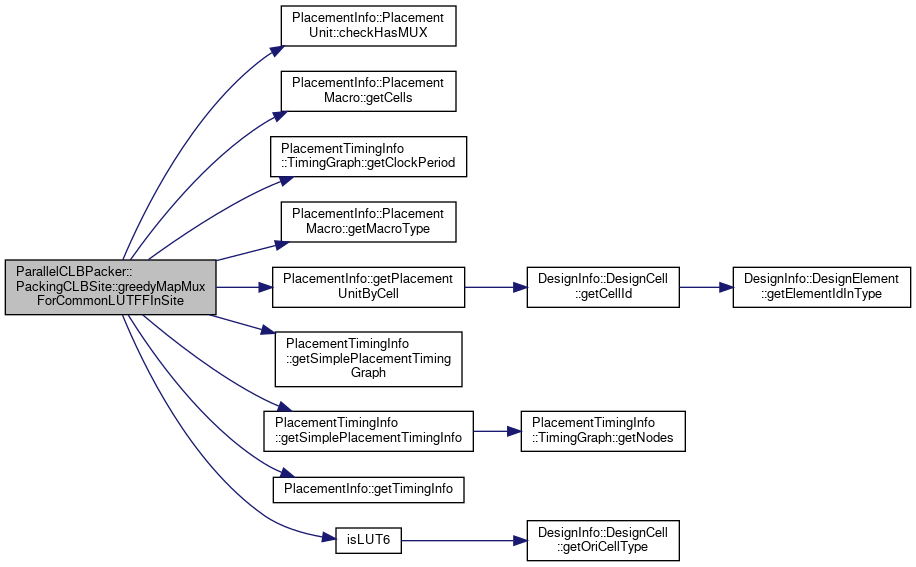 PlacementInfo::Placement
Unit::checkHasMUX
PlacementInfo::Placement
Macro::getCells
PlacementTimingInfo
::TimingGraph::getClockPeriod
PlacementInfo::Placement
Macro::getMacroType
ParallelCLBPacker::
PackingCLBSite::greedyMapMux
ForCommonLUTFFInSite
PlacementInfo::getPlacement
UnitByCell
DesignInfo::DesignCell
::getCellId
DesignInfo::DesignElement
::getElementIdInType
PlacementTimingInfo
::getSimplePlacementTiming
Graph
PlacementTimingInfo
::getSimplePlacementTimingInfo
PlacementTimingInfo
::TimingGraph::getNodes
PlacementInfo::getTimingInfo
isLUT6
DesignInfo::DesignCell
::getOriCellType